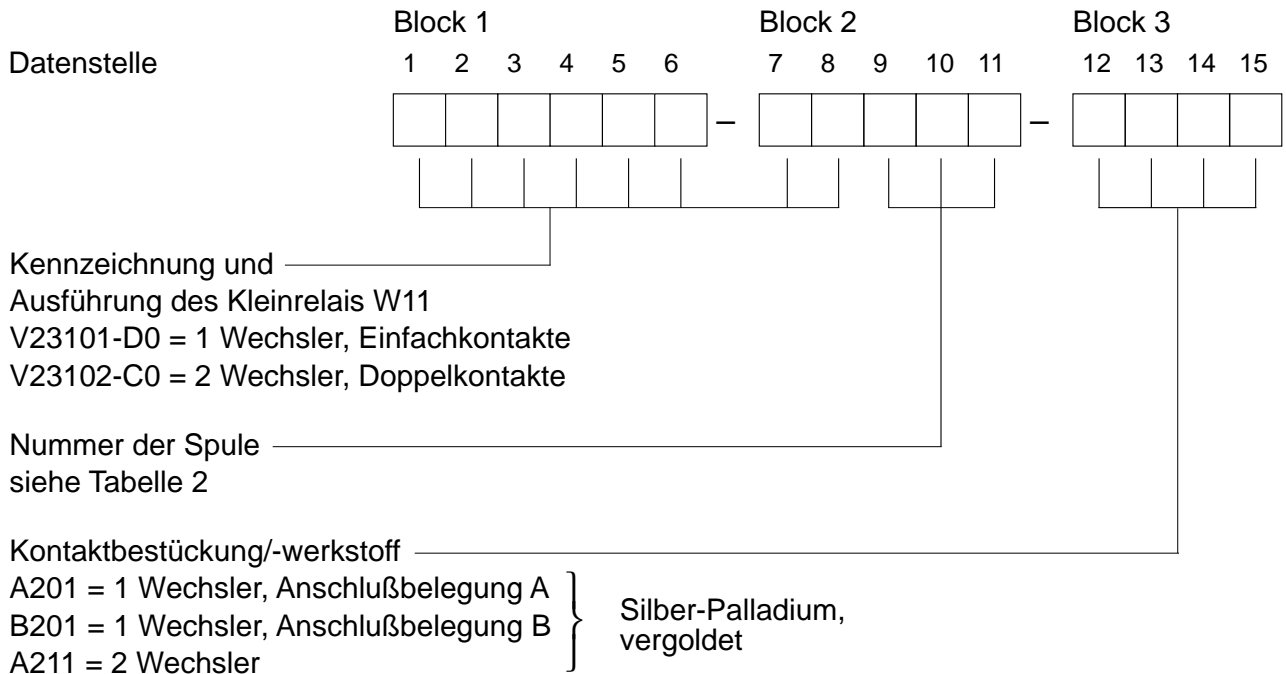 Block 1 Block 2 Block 3
Datenstelle 1 2 3 4 5 6 7 8 9 10 11 12 13 14 15
– –
Kennzeichnung und
Ausführung des Kleinrelais W11
V23101-D0 = 1 Wechsler, Einfachkontakte
V23102-C0 = 2 Wechsler, Doppelkontakte
Nummer der Spule
siehe Tabelle 2
Kontaktbestückung/-werkstoff
A201 = 1 Wechsler, Anschlußbelegung A
B201 = 1 Wechsler, Anschlußbelegung B
A211 = 2 Wechsler
Silber-Palladium,
vergoldet